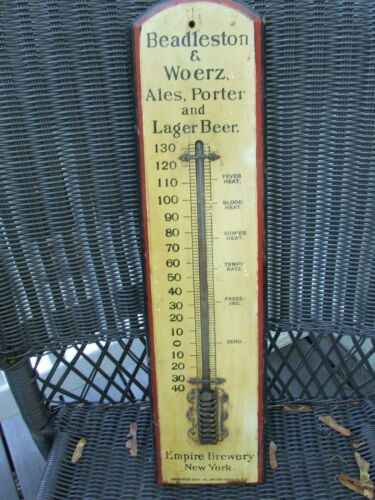 Beadleston
&
Woerz,
Ales, Porter
and
Lager Beer.
130
120
110
FEVER
HEAT.
100
BLOOD
HEAT.
90
80
SUM'ER
HEAT.
70
60
TEMPE
RATE.
50
40
30
FREEZ-
ING.
20
10
0
ZERO
10
20
30
40
Empire Brewery
New York.